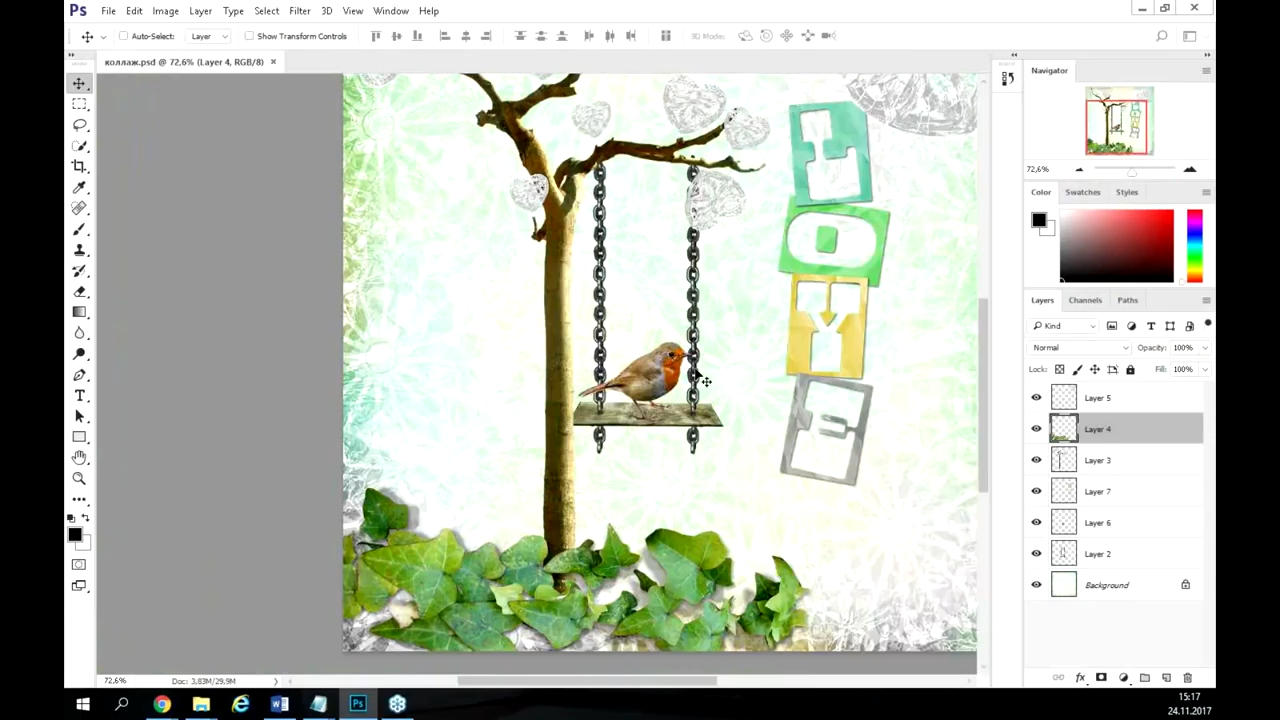 Ps File Edit Image Layer Type Select Filter 3D View Window Help
Auto-Select: Layer Show Transform Controls 3D Mode:
коллаж.psd @ 72,6% (Layer 4, RGB/8)
Navigator
72,6%
Color Swatches Styles
Layers Channels Paths
Kind
Normal Opacity: 100%
Lock: Fill: 100%
Layer 5
Layer 4
Layer 3
Layer 7
Layer 6
Layer 2
Background
L
O
V
E
72,6% Doc: 3,83M/29,9M
fx
W Ps
15:17
24.11.2017